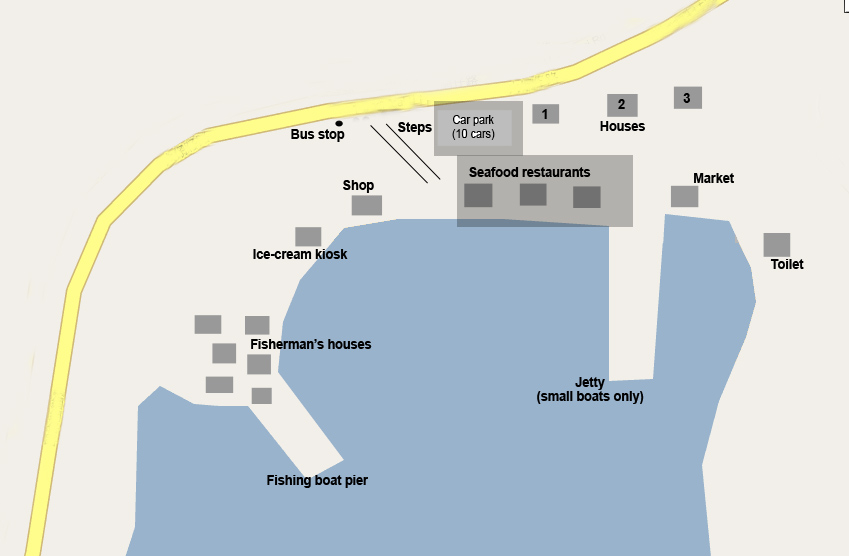 1
2
3
Car park
(10 cars)
Steps
Bus stop
Houses
Seafood restaurants
Market
Shop
Ice-cream kiosk
Toilet
Fisherman's houses
Jetty
(small boats only)
Fishing boat pier